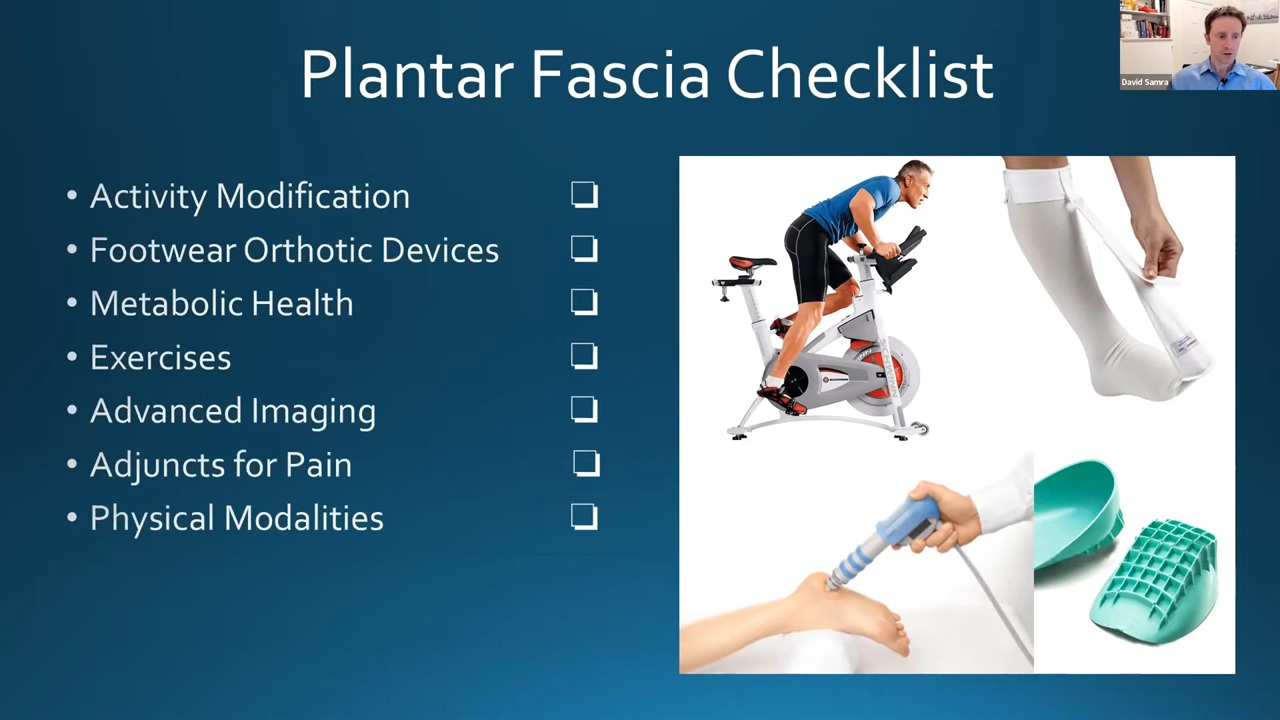 Plantar Fascia Checklist
David Samra
• Activity Modification ❏
• Footwear Orthotic Devices ❏
• Metabolic Health ❏
• Exercises ❏
• Advanced Imaging ❏
• Adjuncts for Pain ❏
• Physical Modalities ❏